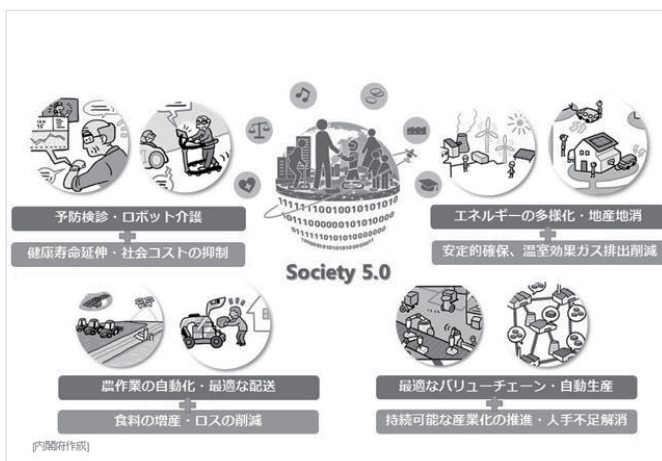 予防検診・ロボット介護
健康寿命延伸・社会コストの抑制
エネルギーの多様化・地産地消
安定的確保、温室効果ガス排出削減
Society 5.0
農作業の自動化・最適な配送
食料の増産・ロスの削減
最適なバリューチェーン・自動生産
持続可能な産業化の推進・人手不足解消
[内閣府作成]